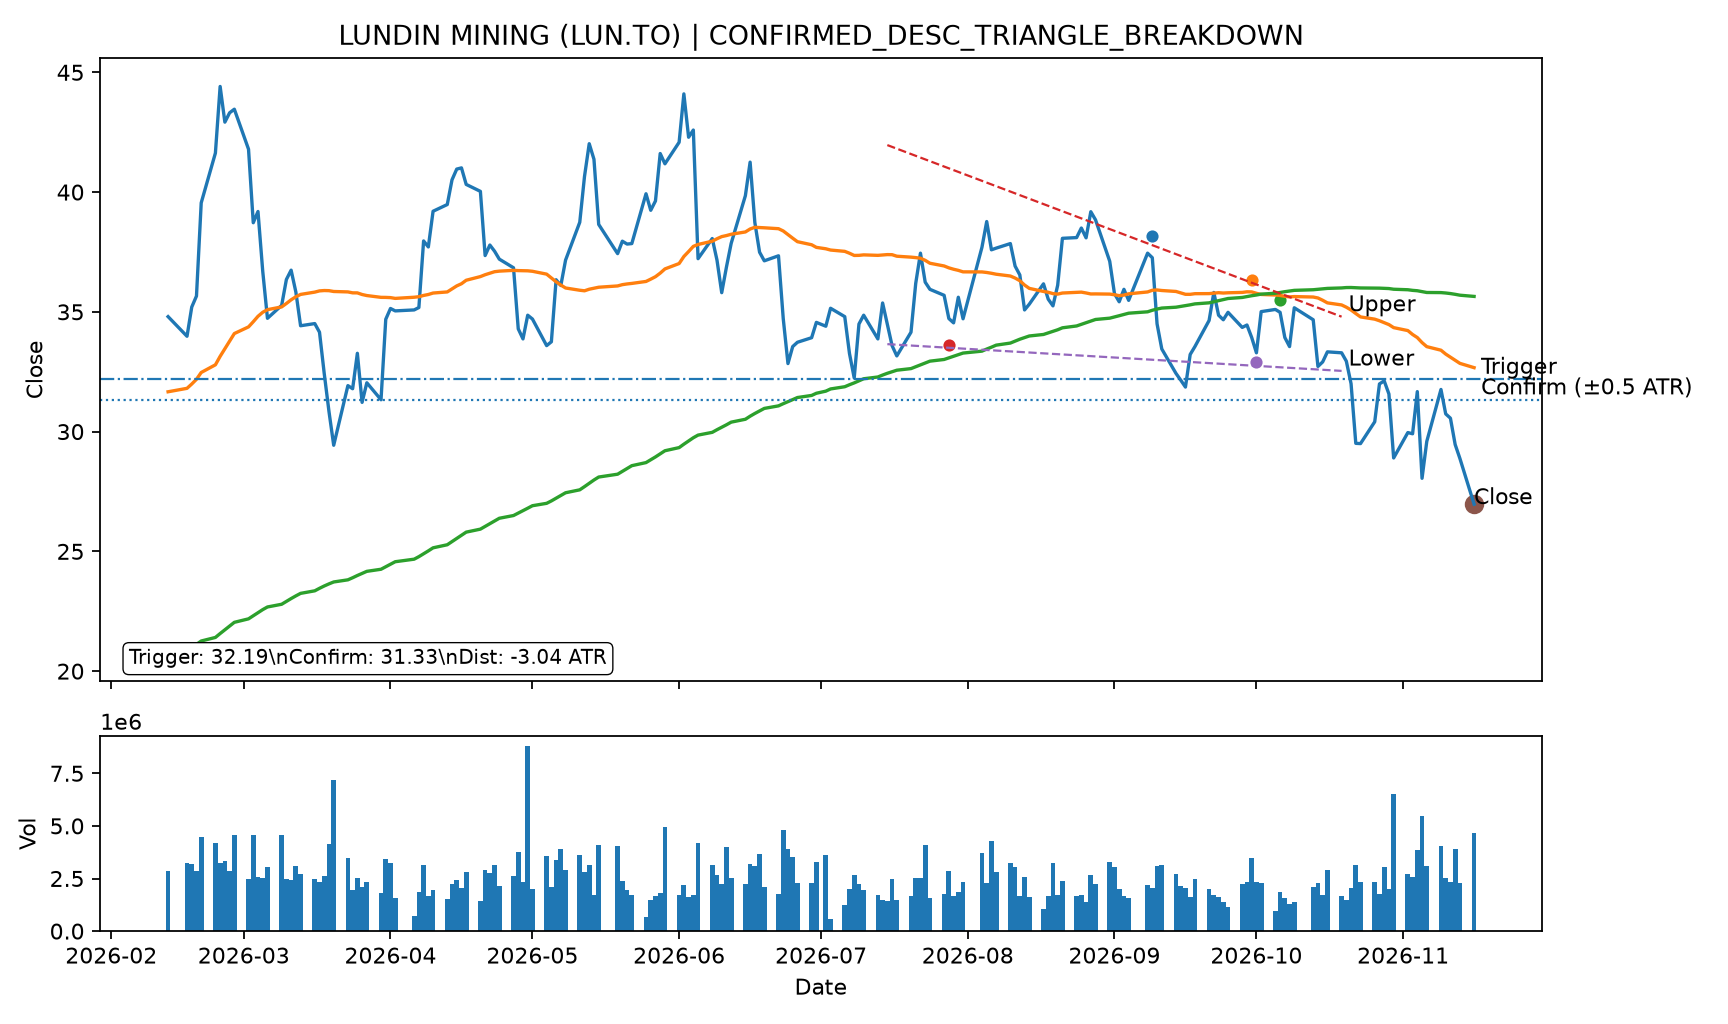 LUNDIN MINING (LUN.TO) | CONFIRMED_DESC_TRIANGLE_BREAKDOWN
45
40
35
30
25
20
Close
Upper
Lower
Trigger
Confirm (±0.5 ATR)
Close
Trigger: 32.19\nConfirm: 31.33\nDist: -3.04 ATR
1e6
7.5
5.0
2.5
0.0
Vol
2026-02 2026-03 2026-04 2026-05 2026-06 2026-07 2026-08 2026-09 2026-10 2026-11
Date